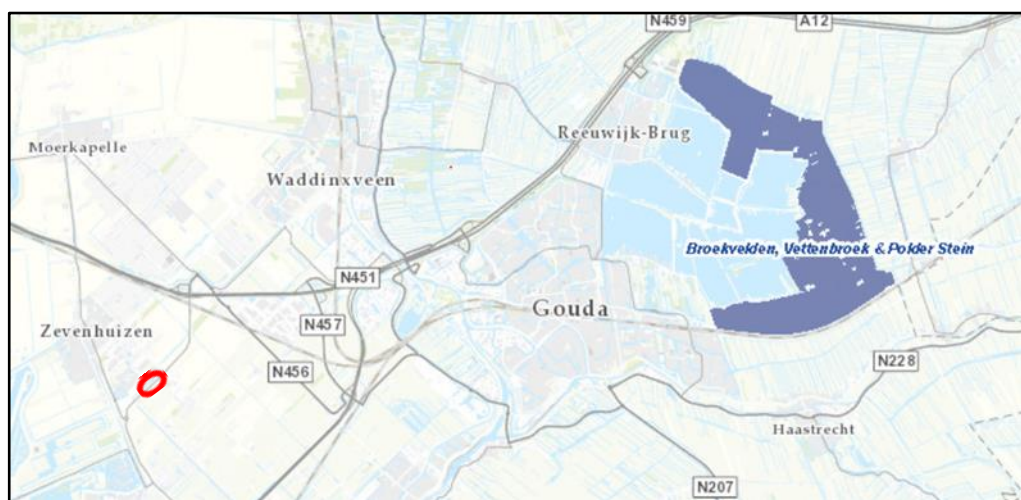 N459
A12
Reeuwijk-Brug
Moerkapelle
Waddinxveen
Broekvelden, Vettenbroek & Polder Stein
N451
Gouda
N457
Zevenhuizen
N228
N456
Haastrecht
N207